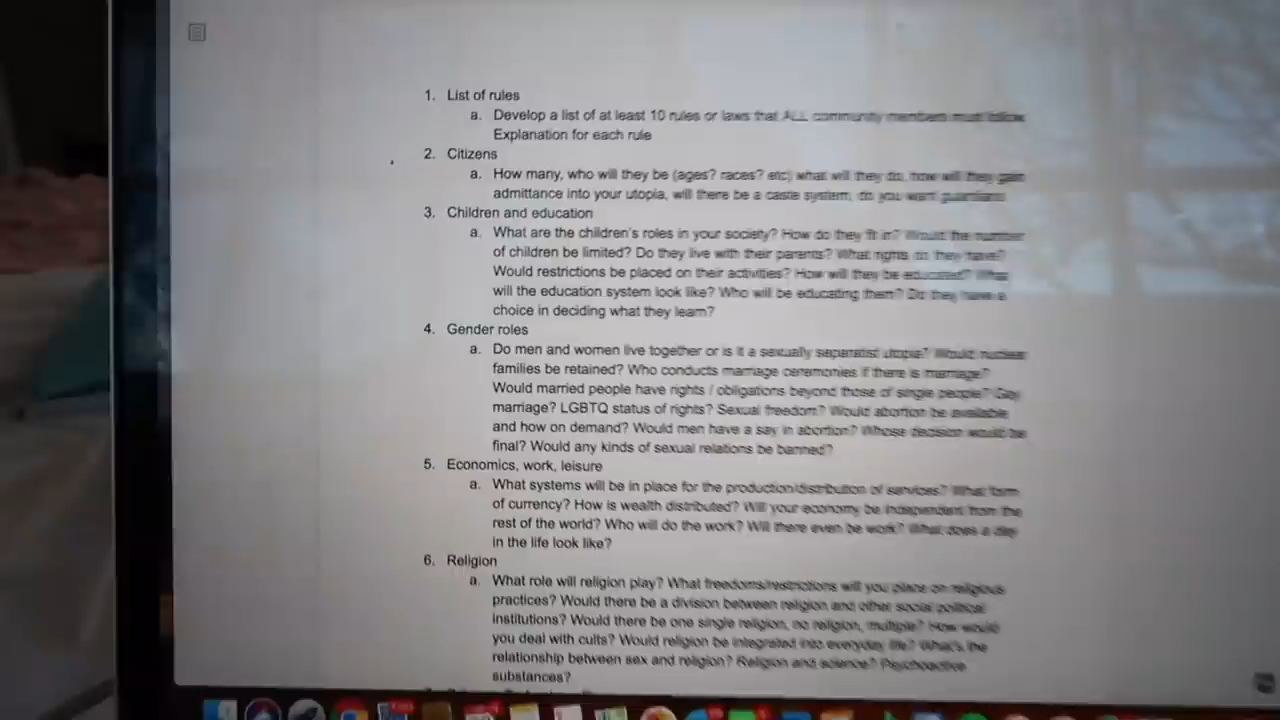 1. List of rules
a. Develop a list of at least 10 rules or laws that ALL community members must follow
Explanation for each rule
2. Citizens
a. How many, who will they be (ages? races? etc) what will they do, how will they gain
admittance into your utopia, will there be a caste system, do you want guardians
3. Children and education
a. What are the children's roles in your society? How do they fit in? Would the number
of children be limited? Do they live with their parents? What rights do they have?
Would restrictions be placed on their activities? How will they be educated? What
will the education system look like? Who will be educating them? Do they have a
choice in deciding what they learn?
4. Gender roles
a. Do men and women live together or is it a sexually separatist utopia? Would nuclear
families be retained? Who conducts marriage ceremonies if there is marriage?
Would married people have rights / obligations beyond those of single people? Gay
marriage? LGBTQ status of rights? Sexual freedom? Would abortion be available
and how on demand? Would men have a say in abortion? Whose decision would be
final? Would any kinds of sexual relations be banned?
5. Economics, work, leisure
a. What systems will be in place for the production/distribution of services? What form
of currency? How is wealth distributed? Will your economy be independent from the
rest of the world? Who will do the work? Will there even be work? What does a day
in the life look like?
6. Religion
a. What role will religion play? What freedoms/restrictions will you place on religious
practices? Would there be a division between religion and other social political
institutions? Would there be one single religion, no religion, multiple? How would
you deal with cults? Would religion be integrated into everyday life? What's the
relationship between sex and religion? Religion and science? Psychoactive
substances?